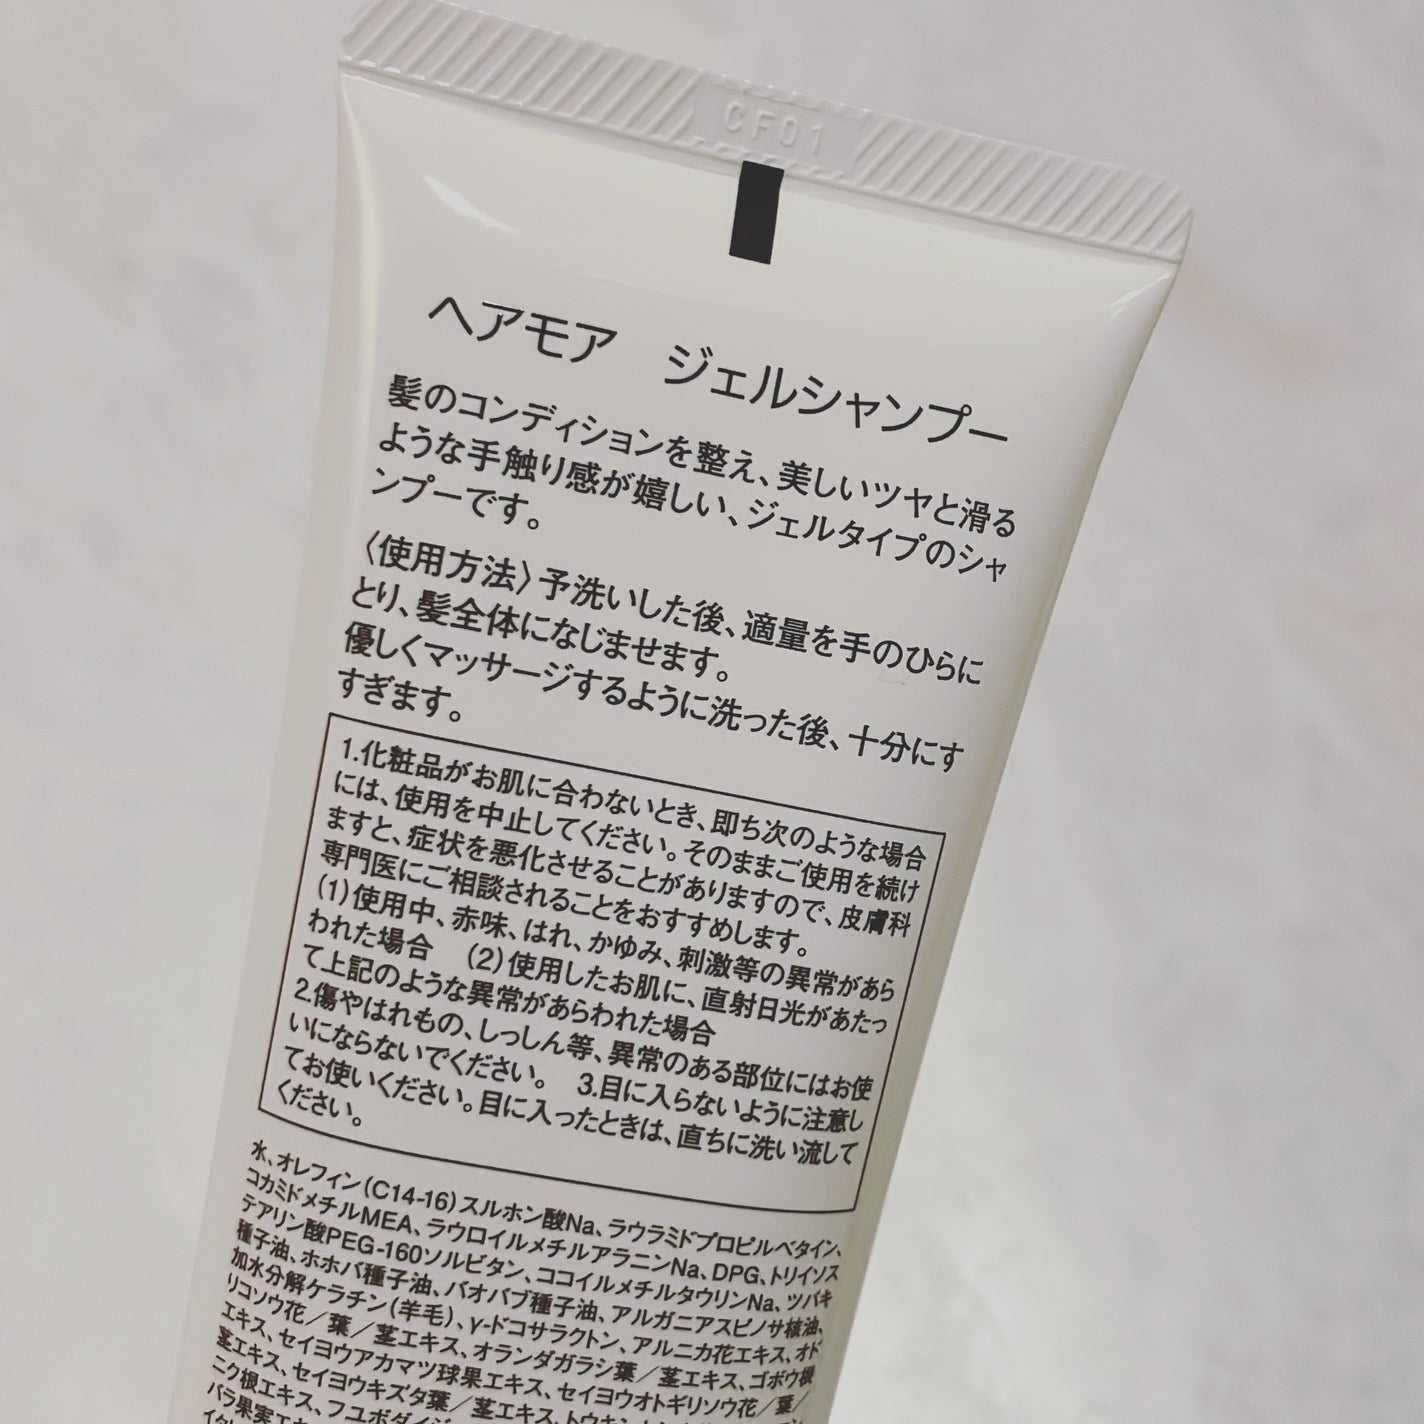 CF01
ヘアモア　ジェルシャンプー
髪のコンディションを整え、美しいツヤと滑る
ような手触り感が嬉しい、ジェルタイプのシャ
ンプーです。
〈使用方法〉予洗いした後、適量を手のひらに
とり、髪全体になじませます。
優しくマッサージするように洗った後、十分にす
すぎます。
1.化粧品がお肌に合わないとき、即ち次のような場合
には、使用を中止してください。そのままご使用を続け
ますと、症状を悪化させることがありますので、皮膚科
専門医にご相談されることをおすすめします。
(1)使用中、赤味、はれ、かゆみ、刺激等の異常があら
われた場合　(2)使用したお肌に、直射日光があたっ
て上記のような異常があらわれた場合
2.傷やはれもの、しっしん等、異常のある部位にはお使
いにならないでください。　3.目に入らないように注意し
てお使いください。目に入ったときは、直ちに洗い流して
ください。
水、オレフィン(C14-16)スルホン酸Na、ラウラミドプロピルベタイン、
コカミドメチルMEA、ラウロイルメチルアラニンNa、DPG、トリイソス
テアリン酸PEG-160ソルビタン、ココイルメチルタウリンNa、ツバキ
種子油、ホホバ種子油、バオバブ種子油、アルガニアスピノサ核油、
加水分解ケラチン(羊毛)、γ-ドコサラクトン、アルニカ花エキス、オド
リコソウ花／葉／茎エキス、オランダガラシ葉／茎エキス、ゴボウ根
エキス、セイヨウアカマツ球果エキス、セイヨウオトギリソウ花／葉／
茎エキス、セイヨウキズタ葉／茎エキス、
ニク根エキス、フユボダイジ
バラ果実エキ